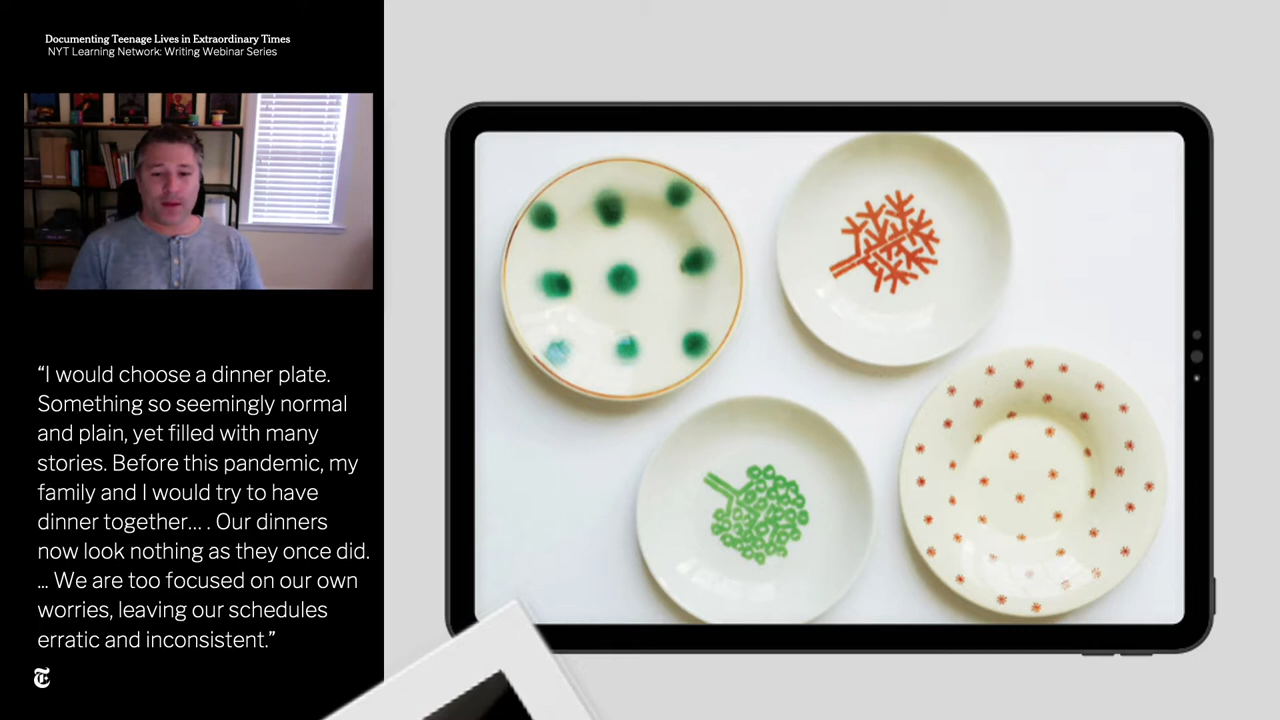 Documenting Teenage Lives in Extraordinary Times
NYT Learning Network: Writing Webinar Series
“I would choose a dinner plate.
Something so seemingly normal
and plain, yet filled with many
stories. Before this pandemic, my
family and I would try to have
dinner together... . Our dinners
now look nothing as they once did.
... We are too focused on our own
worries, leaving our schedules
erratic and inconsistent.”